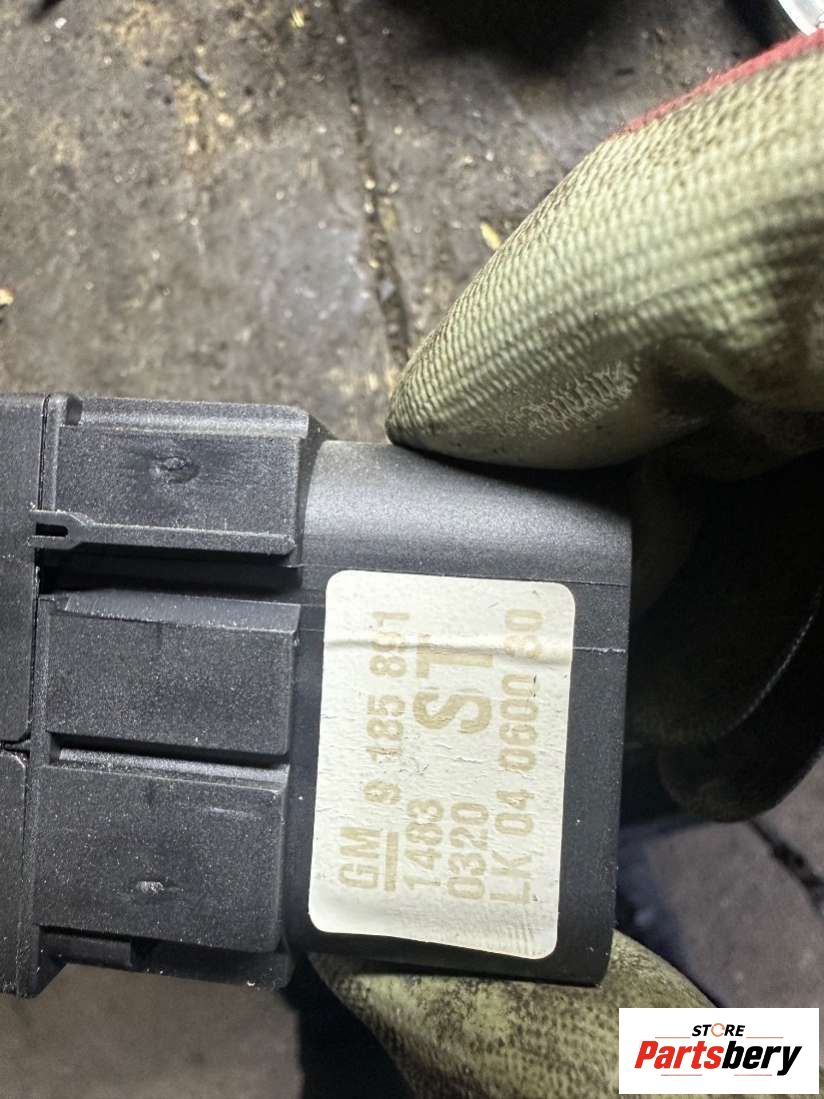 GM 9 185 891
1483 ST
0320
LK 04 0600 80
STORE
Partsbery